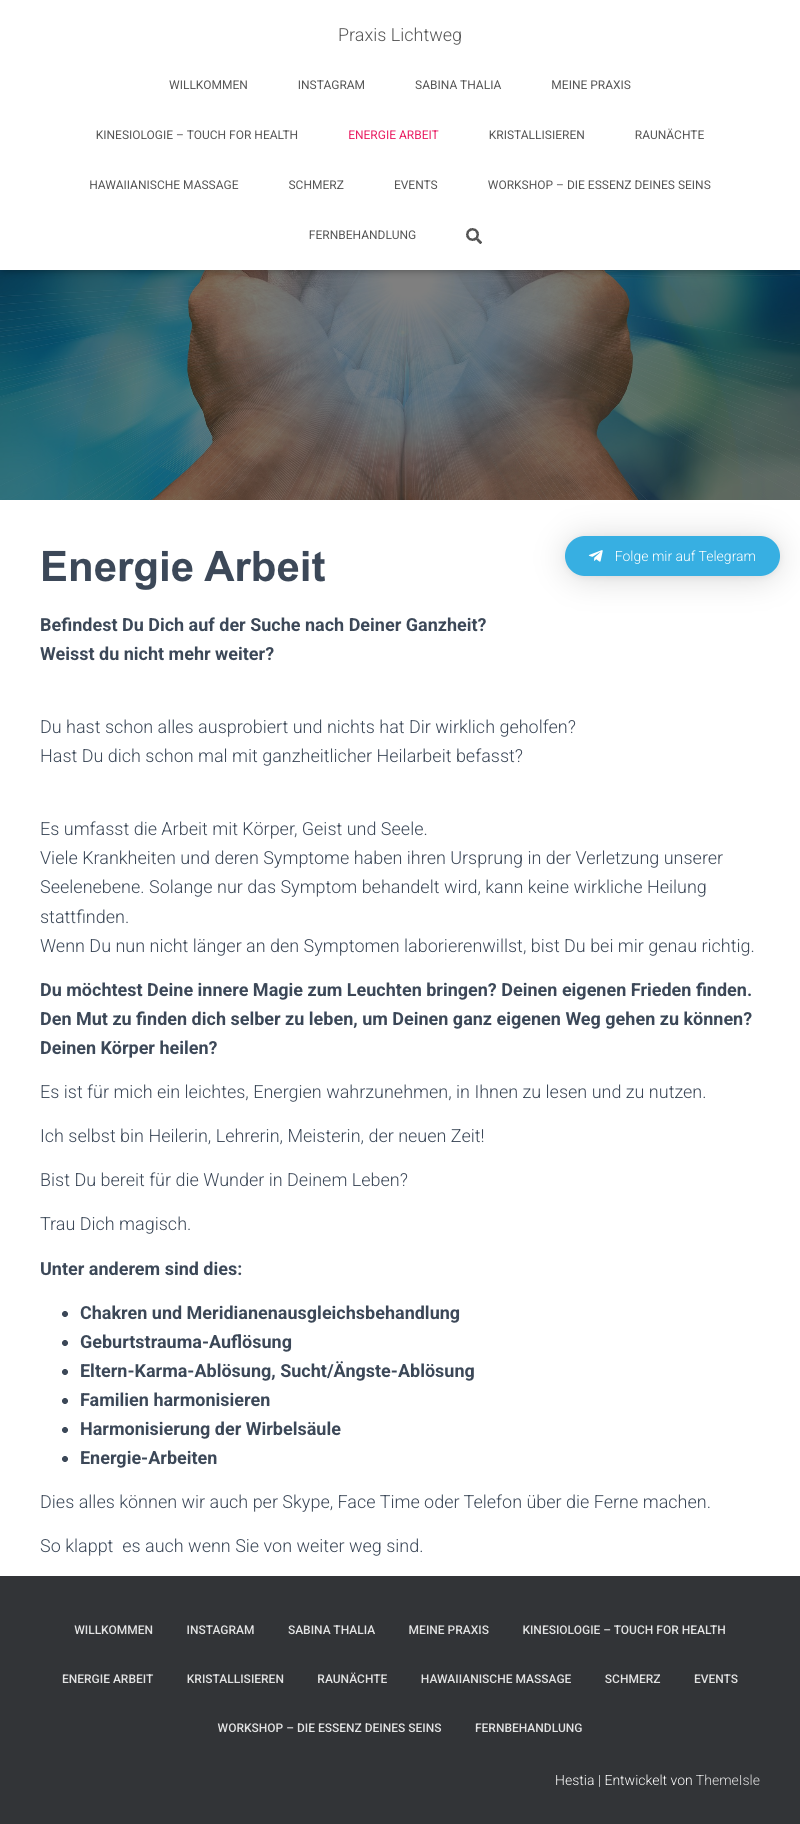 Praxis Lichtweg
WILLKOMMEN INSTAGRAM SABINA THALIA MEINE PRAXIS
KINESIOLOGIE – TOUCH FOR HEALTH ENERGIE ARBEIT KRISTALLISIEREN RAUNÄCHTE
HAWAIIANISCHE MASSAGE SCHMERZ EVENTS WORKSHOP – DIE ESSENZ DEINES SEINS
FERNBEHANDLUNG
Energie Arbeit
Folge mir auf Telegram
Befindest Du Dich auf der Suche nach Deiner Ganzheit?
Weisst du nicht mehr weiter?
Du hast schon alles ausprobiert und nichts hat Dir wirklich geholfen?
Hast Du dich schon mal mit ganzheitlicher Heilarbeit befasst?
Es umfasst die Arbeit mit Körper, Geist und Seele.
Viele Krankheiten und deren Symptome haben ihren Ursprung in der Verletzung unserer
Seelenebene. Solange nur das Symptom behandelt wird, kann keine wirkliche Heilung
stattfinden.
Wenn Du nun nicht länger an den Symptomen laborierenwillst, bist Du bei mir genau richtig.
Du möchtest Deine innere Magie zum Leuchten bringen? Deinen eigenen Frieden finden.
Den Mut zu finden dich selber zu leben, um Deinen ganz eigenen Weg gehen zu können?
Deinen Körper heilen?
Es ist für mich ein leichtes, Energien wahrzunehmen, in Ihnen zu lesen und zu nutzen.
Ich selbst bin Heilerin, Lehrerin, Meisterin, der neuen Zeit!
Bist Du bereit für die Wunder in Deinem Leben?
Trau Dich magisch.
Unter anderem sind dies:
• Chakren und Meridianenausgleichsbehandlung
• Geburtstrauma-Auflösung
• Eltern-Karma-Ablösung, Sucht/Ängste-Ablösung
• Familien harmonisieren
• Harmonisierung der Wirbelsäule
• Energie-Arbeiten
Dies alles können wir auch per Skype, Face Time oder Telefon über die Ferne machen.
So klappt  es auch wenn Sie von weiter weg sind.
WILLKOMMEN INSTAGRAM SABINA THALIA MEINE PRAXIS KINESIOLOGIE – TOUCH FOR HEALTH
ENERGIE ARBEIT KRISTALLISIEREN RAUNÄCHTE HAWAIIANISCHE MASSAGE SCHMERZ EVENTS
WORKSHOP – DIE ESSENZ DEINES SEINS FERNBEHANDLUNG
Hestia | Entwickelt von ThemeIsle